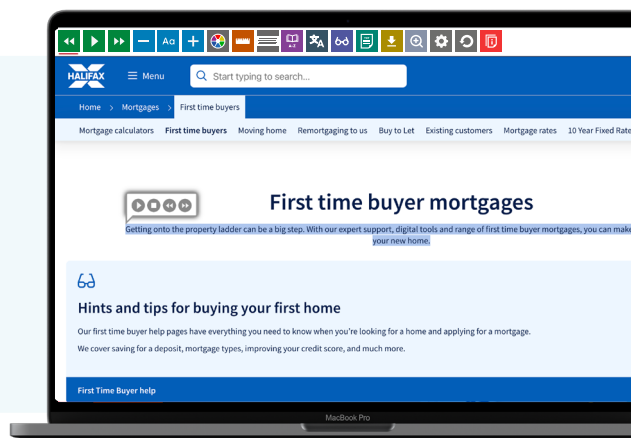 Aa
A-Z
HALIFAX
Menu
Start typing to search...
Home > Mortgages > First time buyers
Mortgage calculators First time buyers Moving home Remortgaging to us Buy to Let Existing customers Mortgage rates 10 Year Fixed Rate
First time buyer mortgages
Getting onto the property ladder can be a big step. With our expert support, digital tools and range of first time buyer mortgages, you can make
your new home.
Hints and tips for buying your first home
Our first time buyer help pages have everything you need to know when you're looking for a home and applying for a mortgage.
We cover saving for a deposit, mortgage types, improving your credit score, and much more.
First Time Buyer help
MacBook Pro